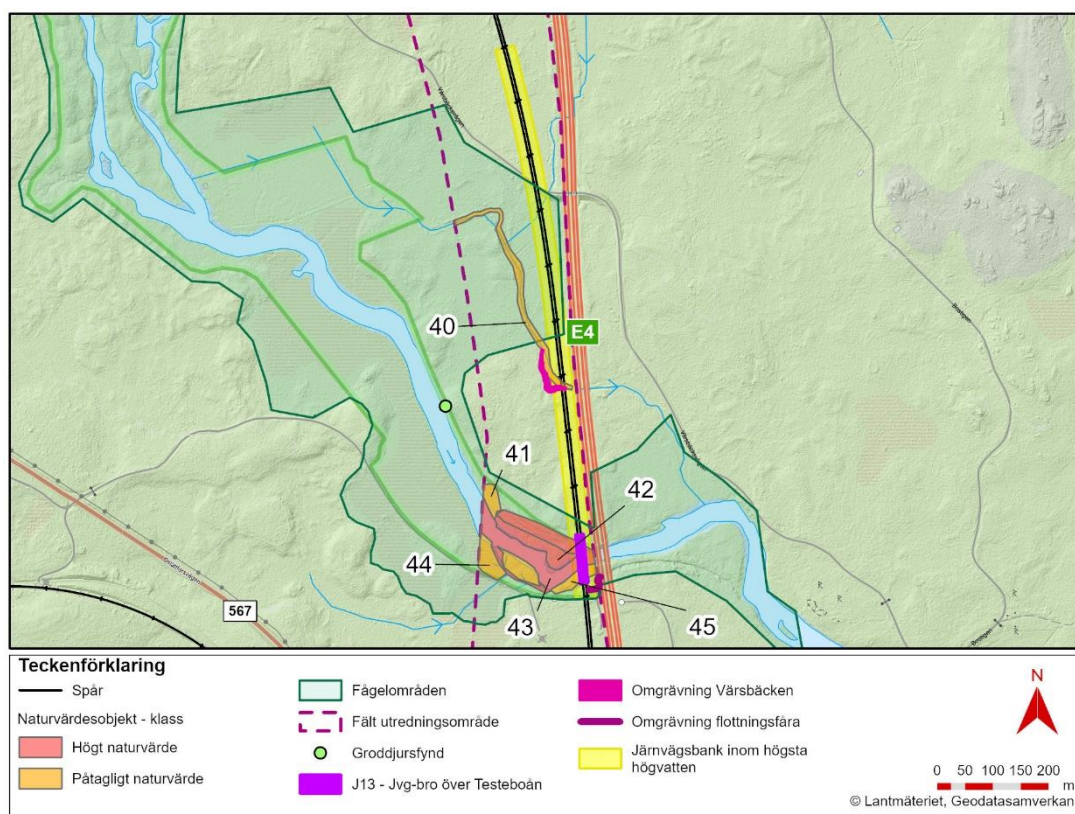 40
E4
41
42
44
567
43
45
Teckenförklaring
Spår
Naturvärdesobjekt - klass
Högt naturvärde
Påtagligt naturvärde
Fågelområden
Fält utredningsområde
Groddjursfynd
J13 - Jvg-bro över Testeboån
Omgrävning Värsbäcken
Omgrävning flottningsfåra
Järnvägsbank inom högsta
högvatten
N
0 50 100 150 200
m
© Lantmäteriet, Geodatasamverkan